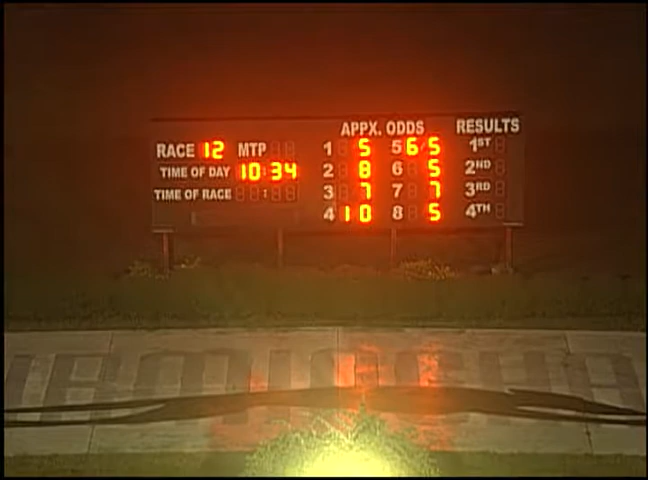 APPX. ODDS RESULTS
RACE 12 MTP 1 5 5 6/5 1ST
TIME OF DAY 10:34 2 8 6 5 2ND
TIME OF RACE 3 7 7 7 3RD
4 10 8 5 4TH